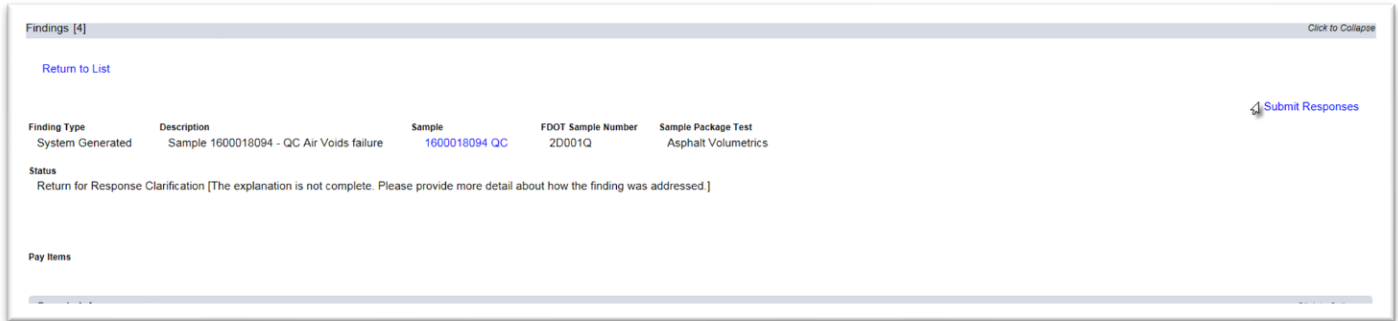 Findings [4] Click to Collapse
Return to List
Submit Responses
Finding Type Description Sample FDOT Sample Number Sample Package Test
System Generated Sample 1600018094 - QC Air Voids failure 1600018094 QC 2D001Q Asphalt Volumetrics
Status
Return for Response Clarification [The explanation is not complete. Please provide more detail about how the finding was addressed.]
Pay Items